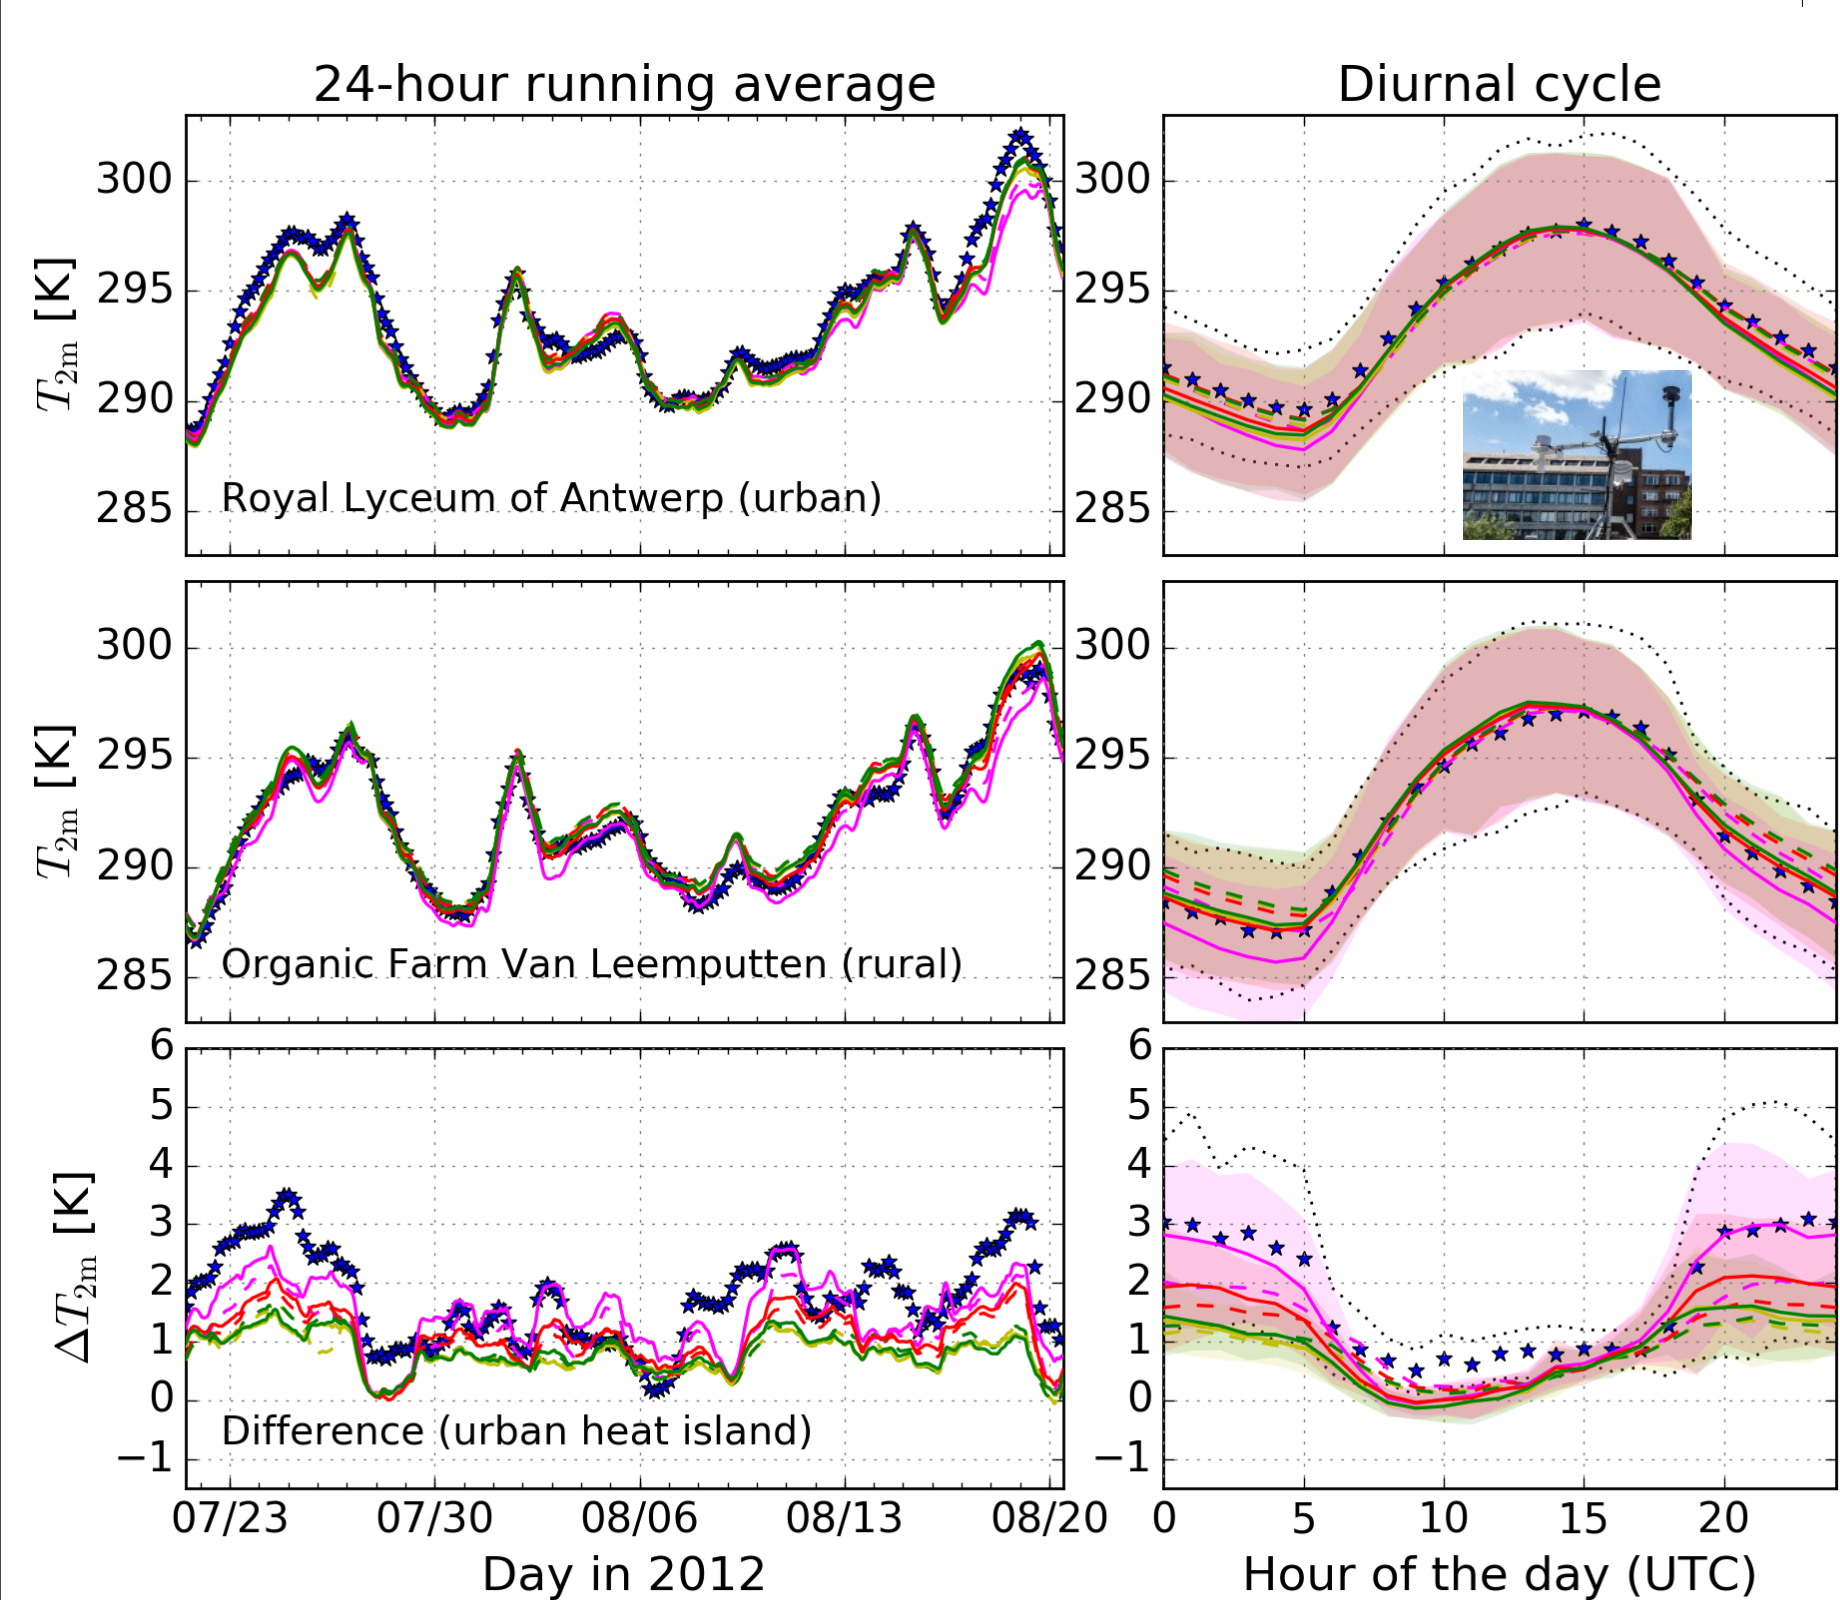 24-hour running average
Diurnal cycle
T2m [K]
300
295
290
285
Royal Lyceum of Antwerp (urban)
300
295
290
285
T2m [K]
300
295
290
285
Organic Farm Van Leemputten (rural)
300
295
290
285
ΔT2m [K]
6
5
4
3
2
1
0
−1
Difference (urban heat island)
6
5
4
3
2
1
0
−1
07/23 07/30 08/06 08/13 08/20
0 5 10 15 20
Day in 2012
Hour of the day (UTC)